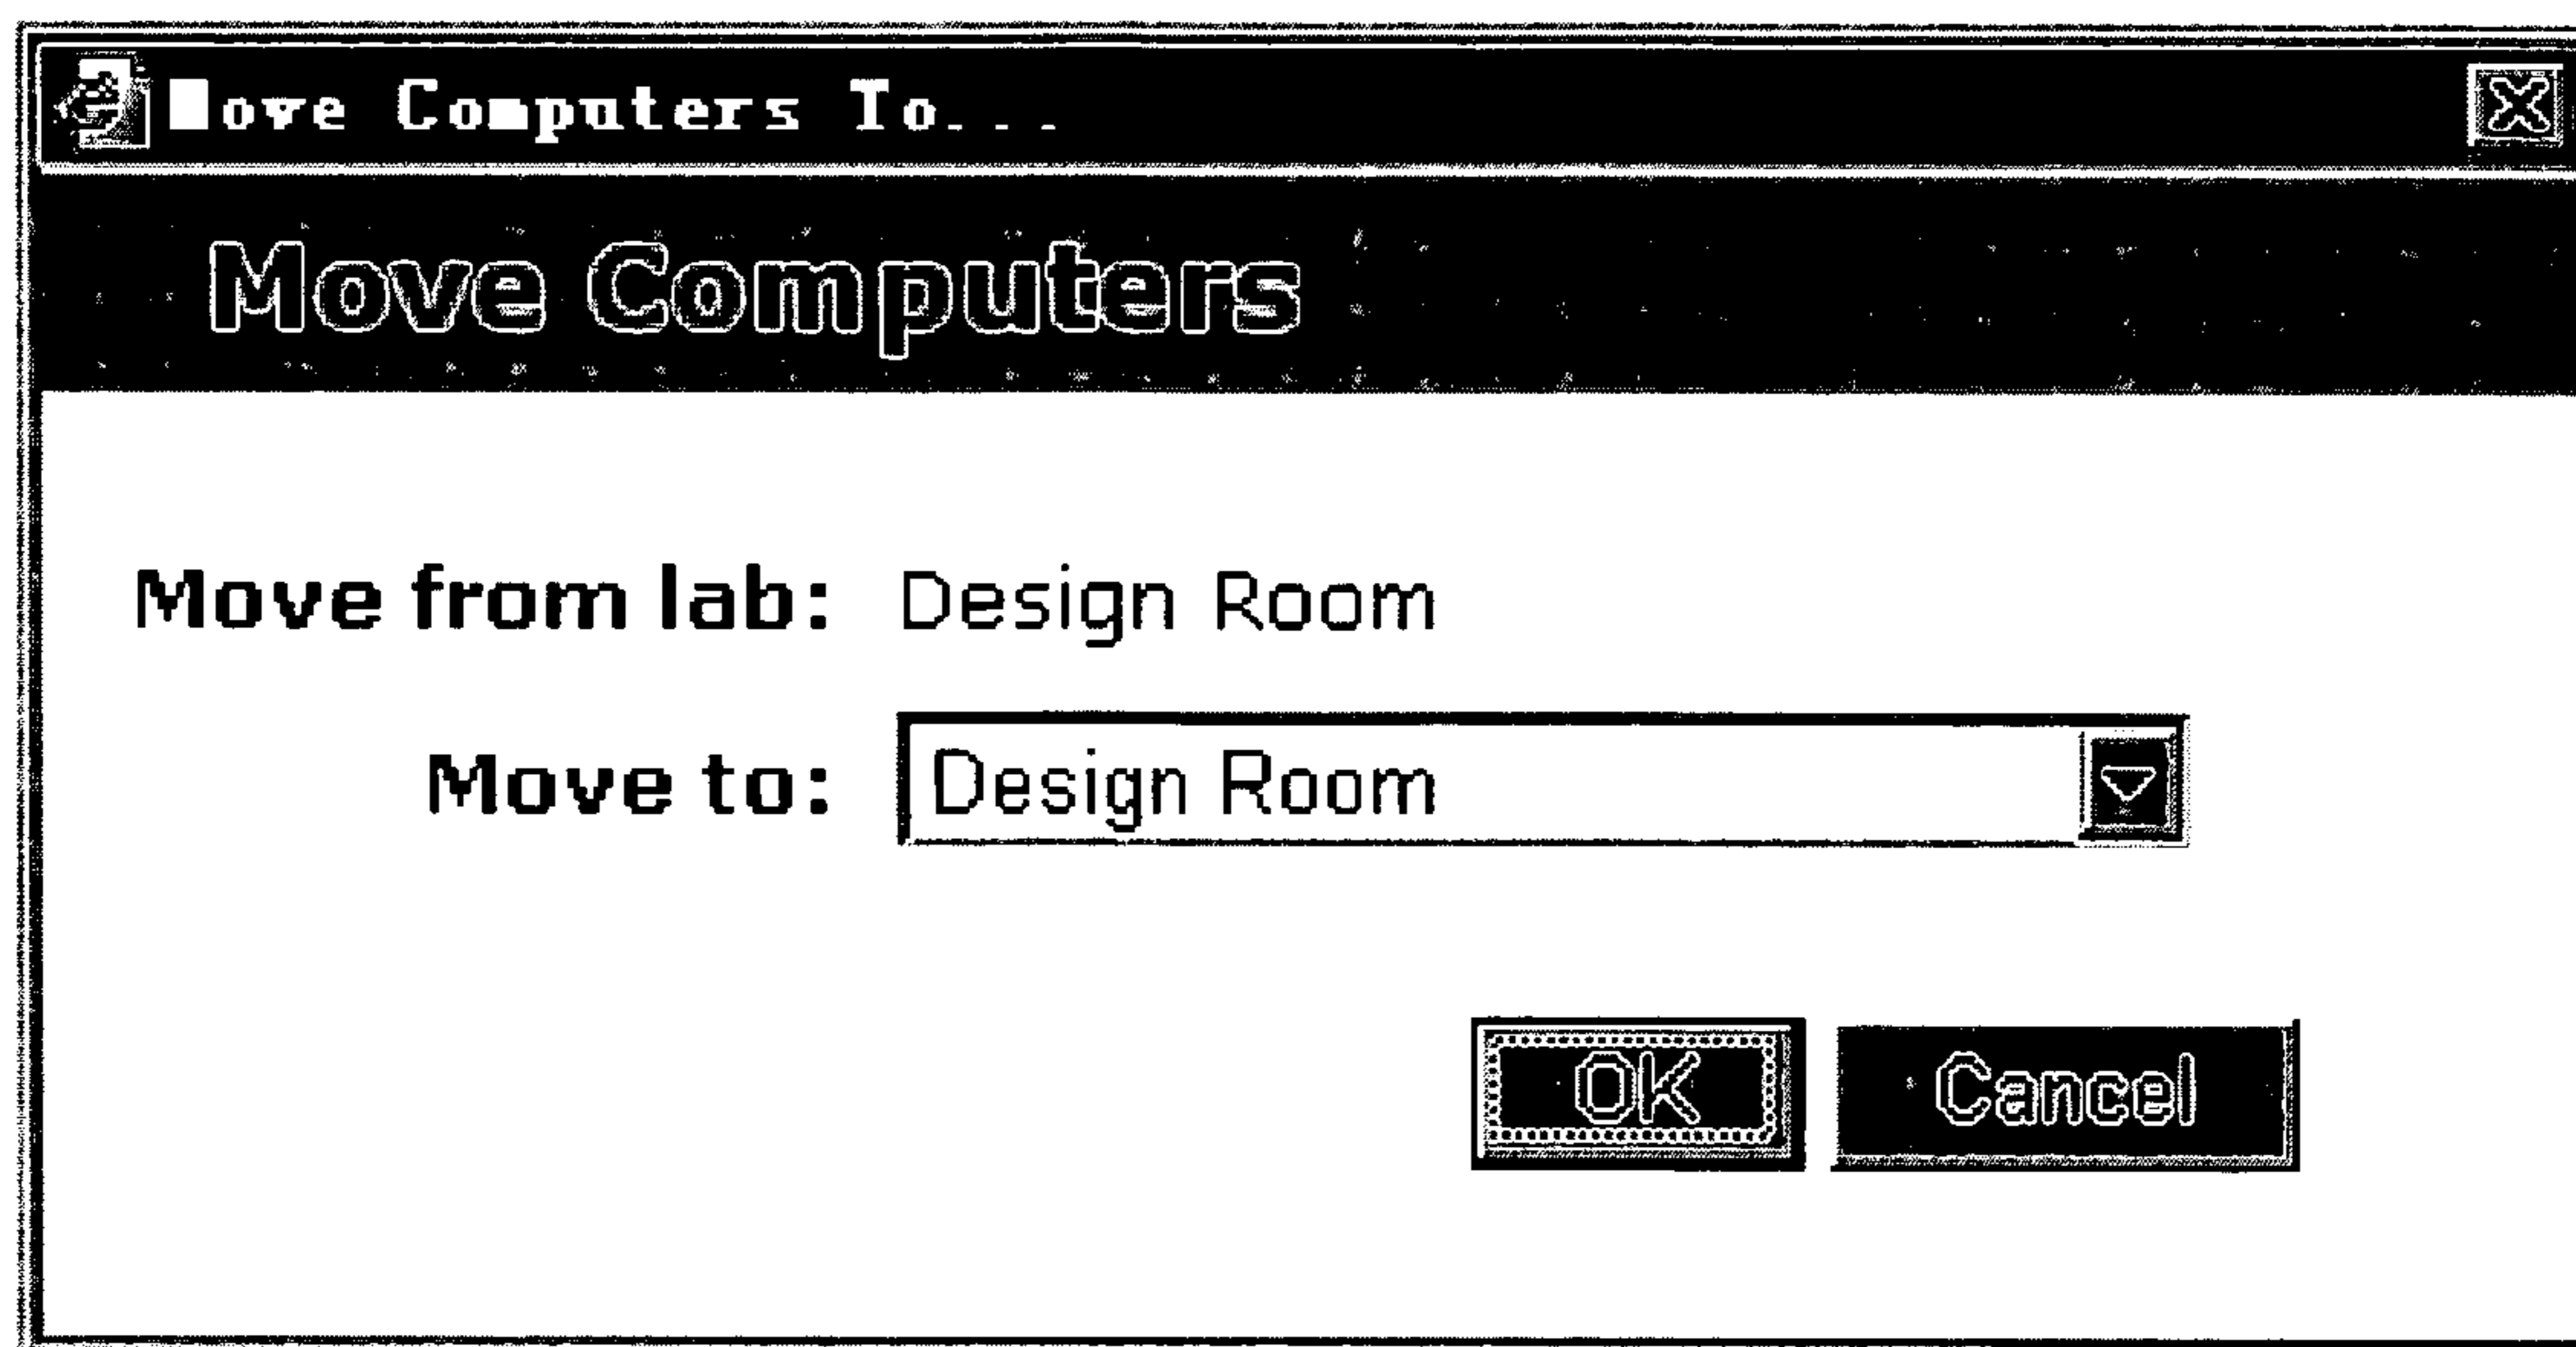 Move Computers To...
Move Computers
Move from lab: Design Room
Move to: Design Room
OK Cancel